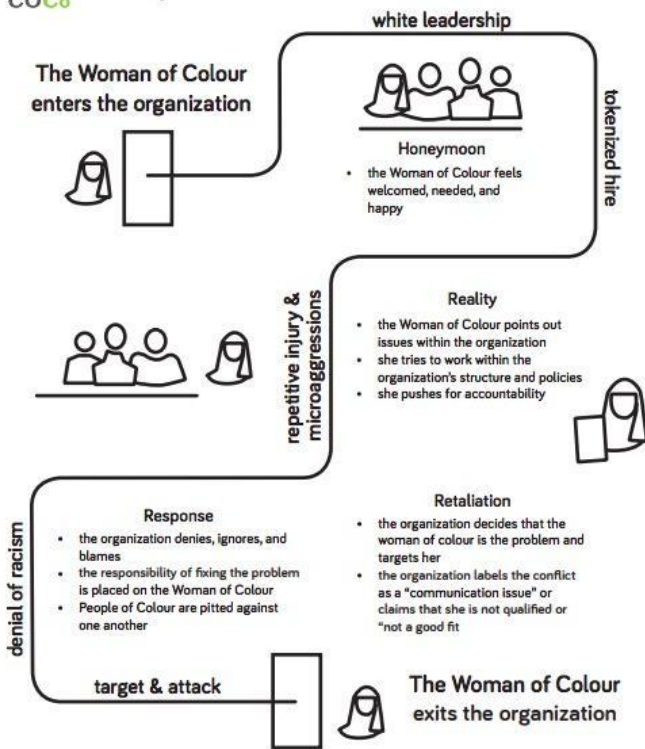 COCo
white leadership
The Woman of Colour
enters the organization
tokenized hire
Honeymoon
• the Woman of Colour feels
welcomed, needed, and
happy
repetitive injury &
microaggressions
Reality
• the Woman of Colour points out
issues within the organization
• she tries to work within the
organization's structure and policies
• she pushes for accountability
denial of racism
Response
• the organization denies, ignores, and
blames
• the responsibility of fixing the problem
is placed on the Woman of Colour
• People of Colour are pitted against
one another
Retaliation
• the organization decides that the
woman of colour is the problem and
targets her
• the organization labels the conflict
as a "communication issue" or
claims that she is not qualified or
"not a good fit
target & attack
The Woman of Colour
exits the organization